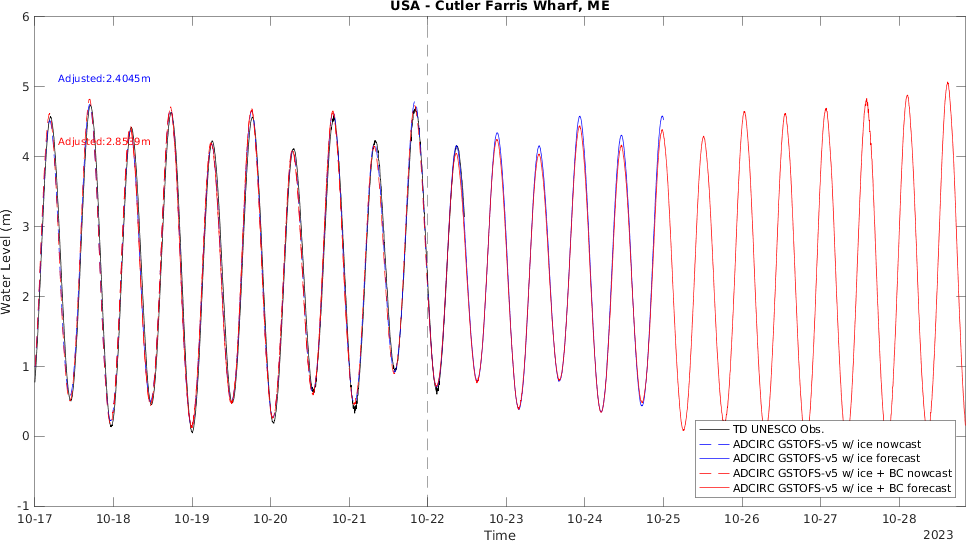 USA - Cutler Farris Wharf, ME
6
Adjusted:2.4045m
5
Adjusted:2.8539m
4
3
2
1
0
-1
Water Level (m)
TD UNESCO Obs.
ADCIRC GSTOFS-v5 w/ ice nowcast
ADCIRC GSTOFS-v5 w/ ice forecast
ADCIRC GSTOFS-v5 w/ ice + BC nowcast
ADCIRC GSTOFS-v5 w/ ice + BC forecast
10-17 10-18 10-19 10-20 10-21 10-22 10-23 10-24 10-25 10-26 10-27 10-28
Time
2023